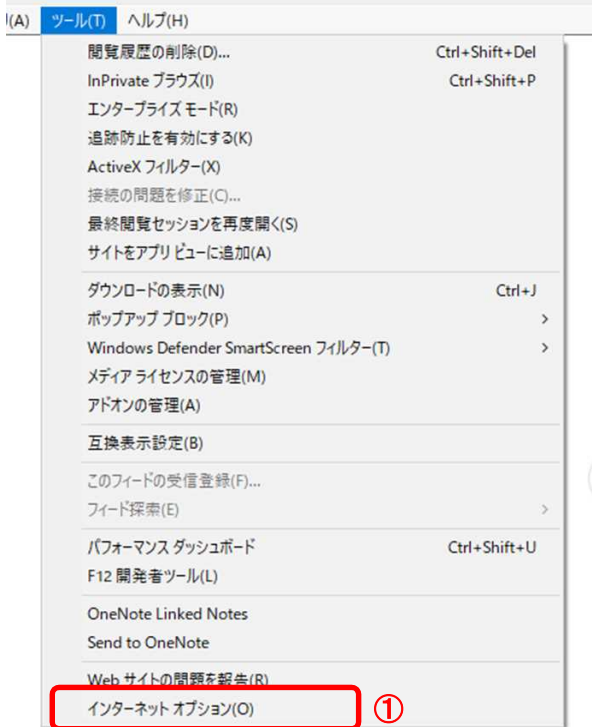 (A) ツール(T) ヘルプ(H)
閲覧履歴の削除(D)... Ctrl+Shift+Del
InPrivate ブラウズ(I) Ctrl+Shift+P
エンタープライズ モード(R)
追跡防止を有効にする(K)
ActiveX フィルター(X)
接続の問題を修正(C)...
最終閲覧セッションを再度開く(S)
サイトをアプリ ビューに追加(A)
ダウンロードの表示(N) Ctrl+J
ポップアップ ブロック(P)
Windows Defender SmartScreen フィルター(T)
メディア ライセンスの管理(M)
アドオンの管理(A)
互換表示設定(B)
このフィードの受信登録(F)...
フィード探索(E)
パフォーマンス ダッシュボード Ctrl+Shift+U
F12 開発者ツール(L)
OneNote Linked Notes
Send to OneNote
Web サイトの問題を報告(R)
インターネット オプション(O) ①